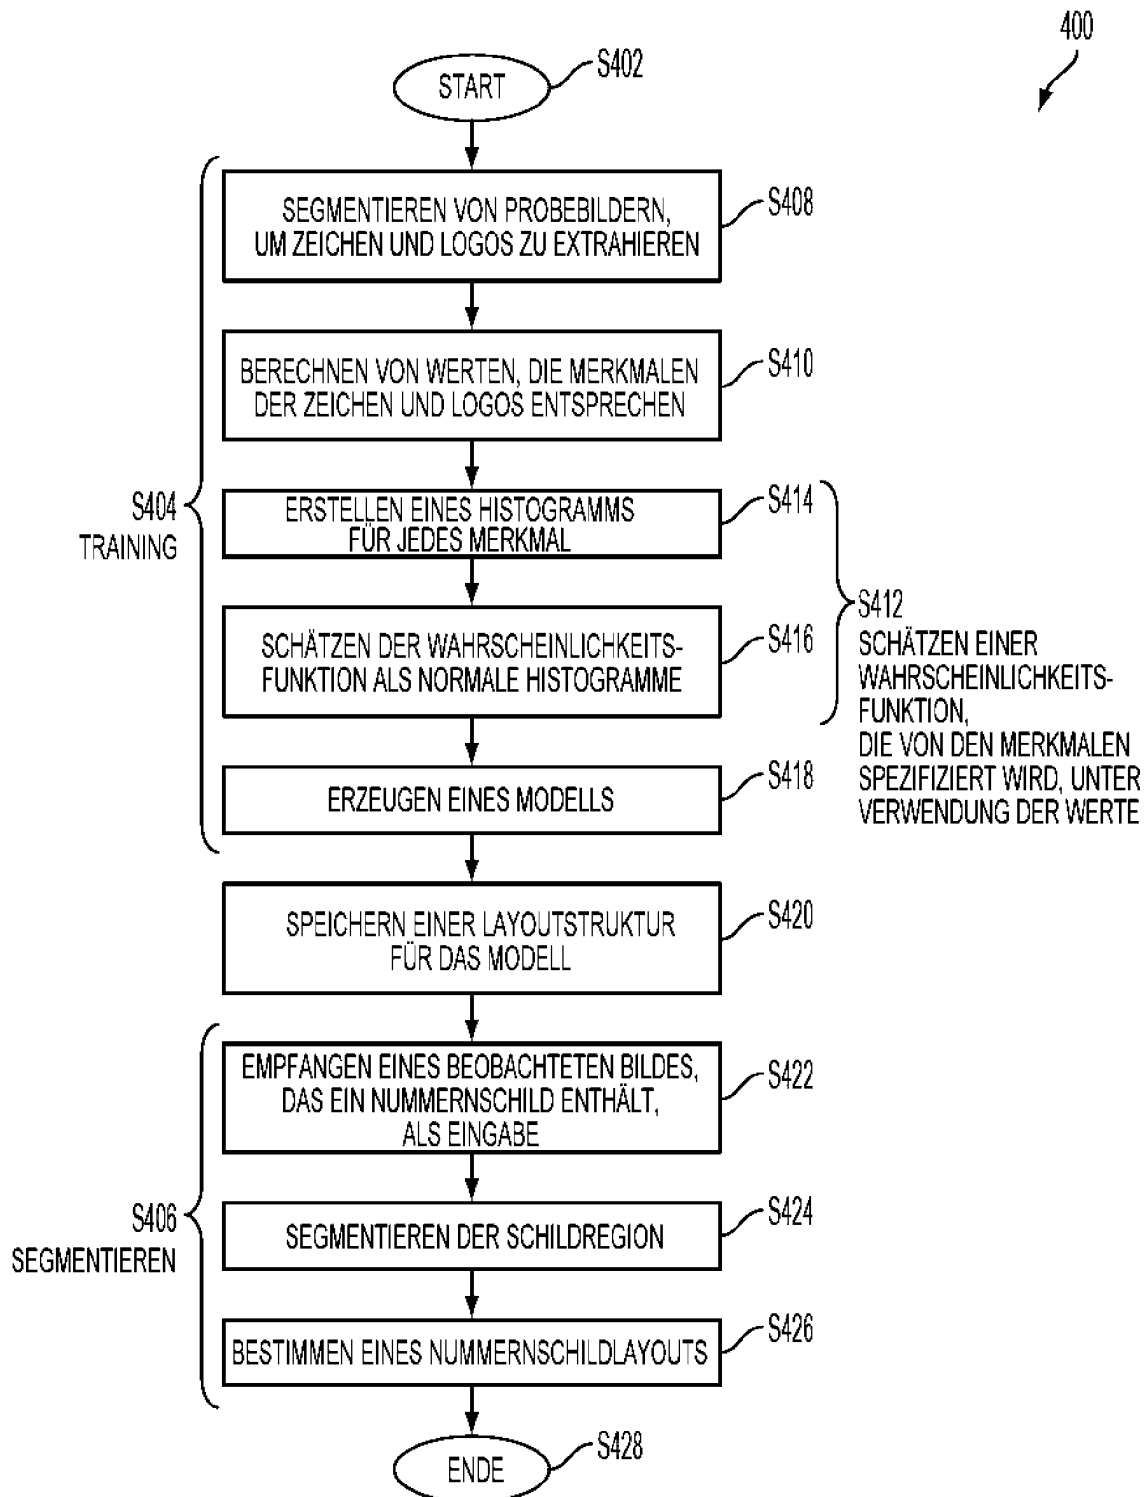 400
START
S402
SEGMENTIEREN VON PROBEBILDERN,
UM ZEICHEN UND LOGOS ZU EXTRAHIEREN
S408
BERECHNEN VON WERTEN, DIE MERKMALEN
DER ZEICHEN UND LOGOS ENTSPRECHEN
S410
S404
TRAINING
ERSTELLEN EINES HISTOGRAMMS
FÜR JEDES MERKMAL
S414
SCHÄTZEN DER WAHRSCHEINLICHKEITS-
FUNKTION ALS NORMALE HISTOGRAMME
S416
S412
SCHÄTZEN EINER
WAHRSCHEINLICHKEITS-
FUNKTION,
DIE VON DEN MERKMALEN
SPEZIFIZIERT WIRD, UNTER
VERWENDUNG DER WERTE
ERZEUGEN EINES MODELLS
S418
SPEICHERN EINER LAYOUTSTRUKTUR
FÜR DAS MODELL
S420
EMPFANGEN EINES BEOBACHTETEN BILDES,
DAS EIN NUMMERNSCHILD ENTHÄLT,
ALS EINGABE
S422
S406
SEGMENTIEREN
SEGMENTIEREN DER SCHILDREGION
S424
BESTIMMEN EINES NUMMERNSCHILDLAYOUTS
S426
ENDE
S428